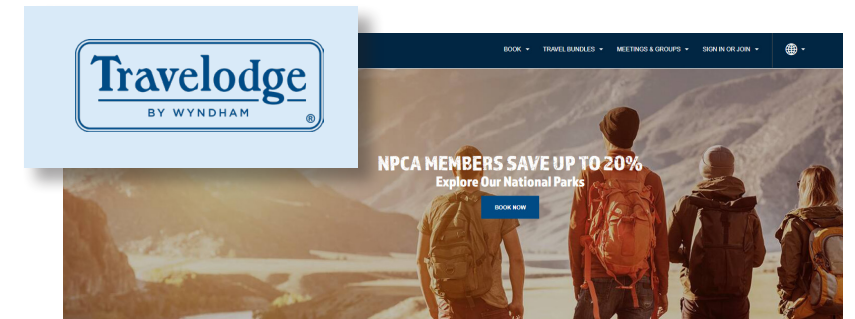 Travelodge
BY WYNDHAM
®
BOOK TRAVEL BUNDLES MEETINGS & GROUPS SIGN IN OR JOIN
NPCA MEMBERS SAVE UP TO 20%
Explore Our National Parks
BOOK NOW